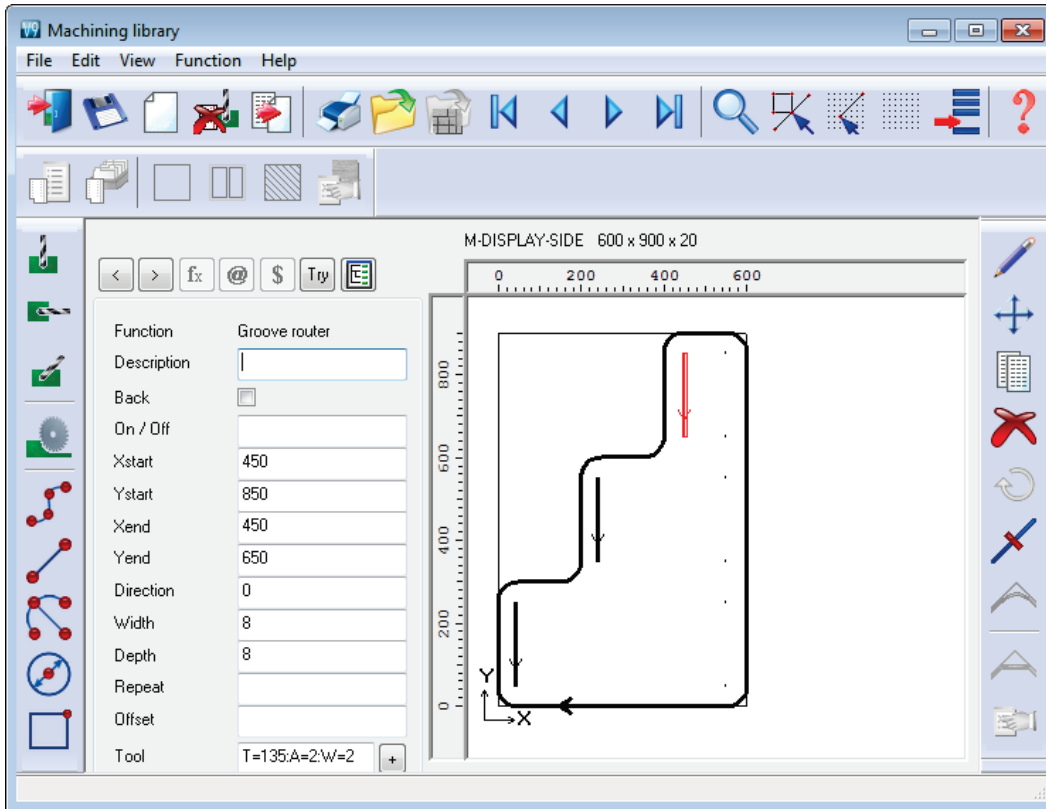 V9 Machining library
File Edit View Function Help
M-DISPLAY-SIDE 600 x 900 x 20
< > fx @ $ Try
0 200 400 600
Function Groove router
Description
Back
On / Off
Xstart 450
Ystart 850
Xend 450
Yend 650
Direction 0
Width 8
Depth 8
Repeat
Offset
Tool T=135:A=2:W=2 +
800
600
400
200
0
Y
X